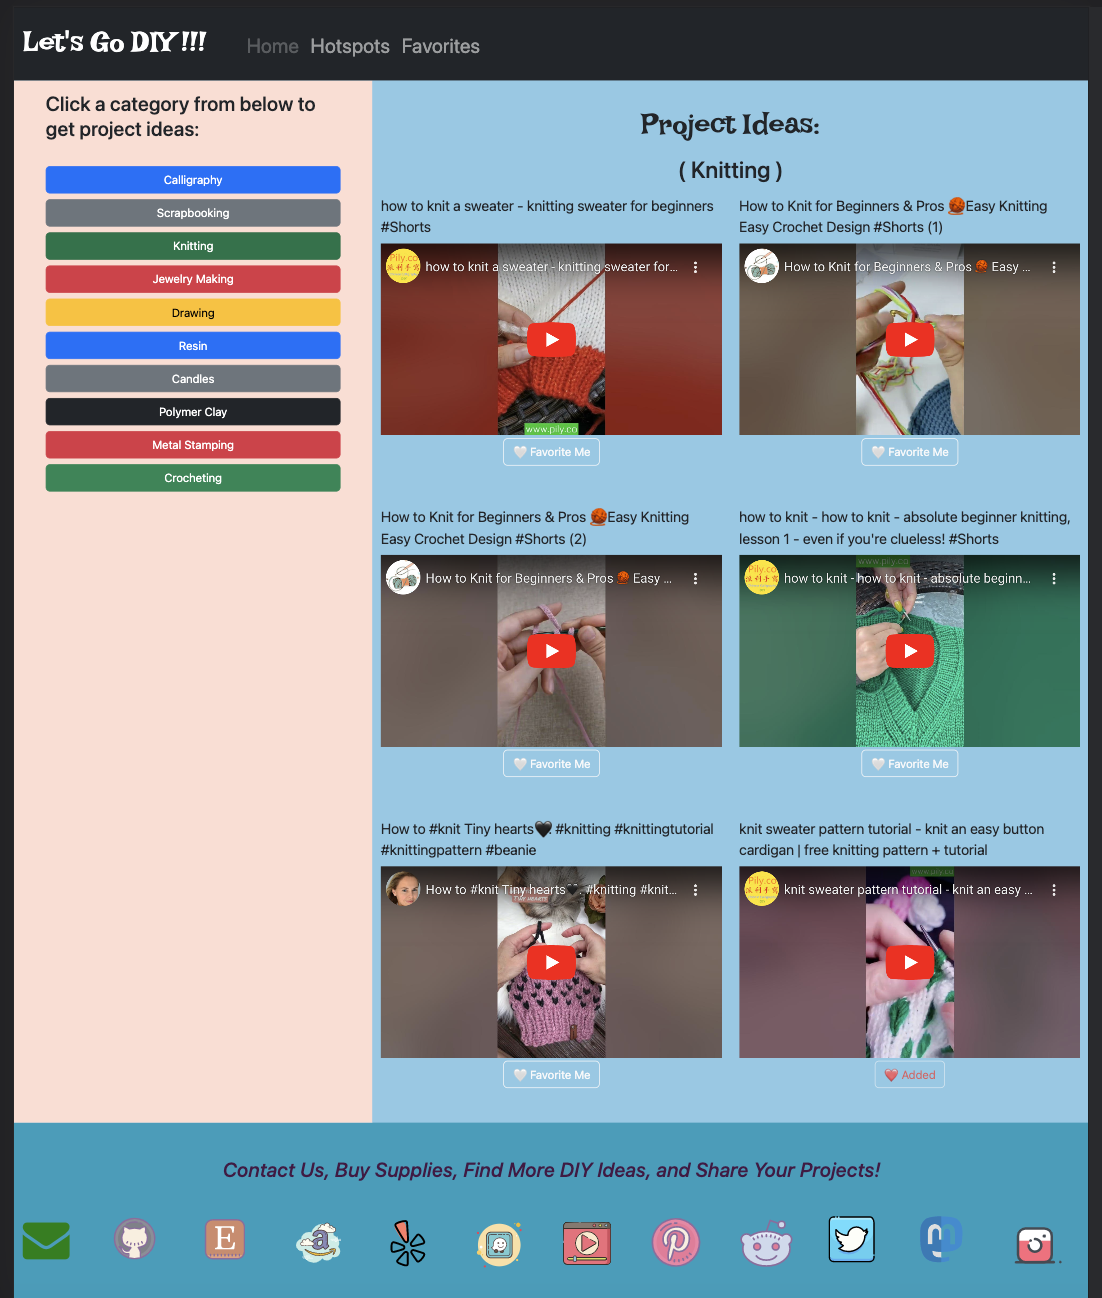 Let's Go DIY !!!
Home Hotspots Favorites
Click a category from below to
get project ideas:
Calligraphy
Scrapbooking
Knitting
Jewelry Making
Drawing
Resin
Candles
Polymer Clay
Metal Stamping
Crocheting
Project Ideas:
( Knitting )
how to knit a sweater - knitting sweater for beginners
#Shorts
Pily.co
how to knit a sweater - knitting sweater for...
www.pily.co
🤍 Favorite Me
How to Knit for Beginners & Pros 🧶Easy Knitting
Easy Crochet Design #Shorts (1)
How to Knit for Beginners & Pros 🧶 Easy ...
🤍 Favorite Me
How to Knit for Beginners & Pros 🧶Easy Knitting
Easy Crochet Design #Shorts (2)
How to Knit for Beginners & Pros 🧶 Easy ...
🤍 Favorite Me
how to knit - how to knit - absolute beginner knitting,
lesson 1 - even if you're clueless! #Shorts
www.pily.co
Pily.co
how to knit - how to knit - absolute beginn...
🤍 Favorite Me
How to #knit Tiny hearts🖤. #knitting #knittingtutorial
#knittingpattern #beanie
How to #knit Tiny hearts🖤. #knitting #knit...
TINY HEARTS
🤍 Favorite Me
knit sweater pattern tutorial - knit an easy button
cardigan | free knitting pattern + tutorial
www.pily.co
Pily.co
knit sweater pattern tutorial - knit an easy ...
❤️ Added
Contact Us, Buy Supplies, Find More DIY Ideas, and Share Your Projects!
E
a